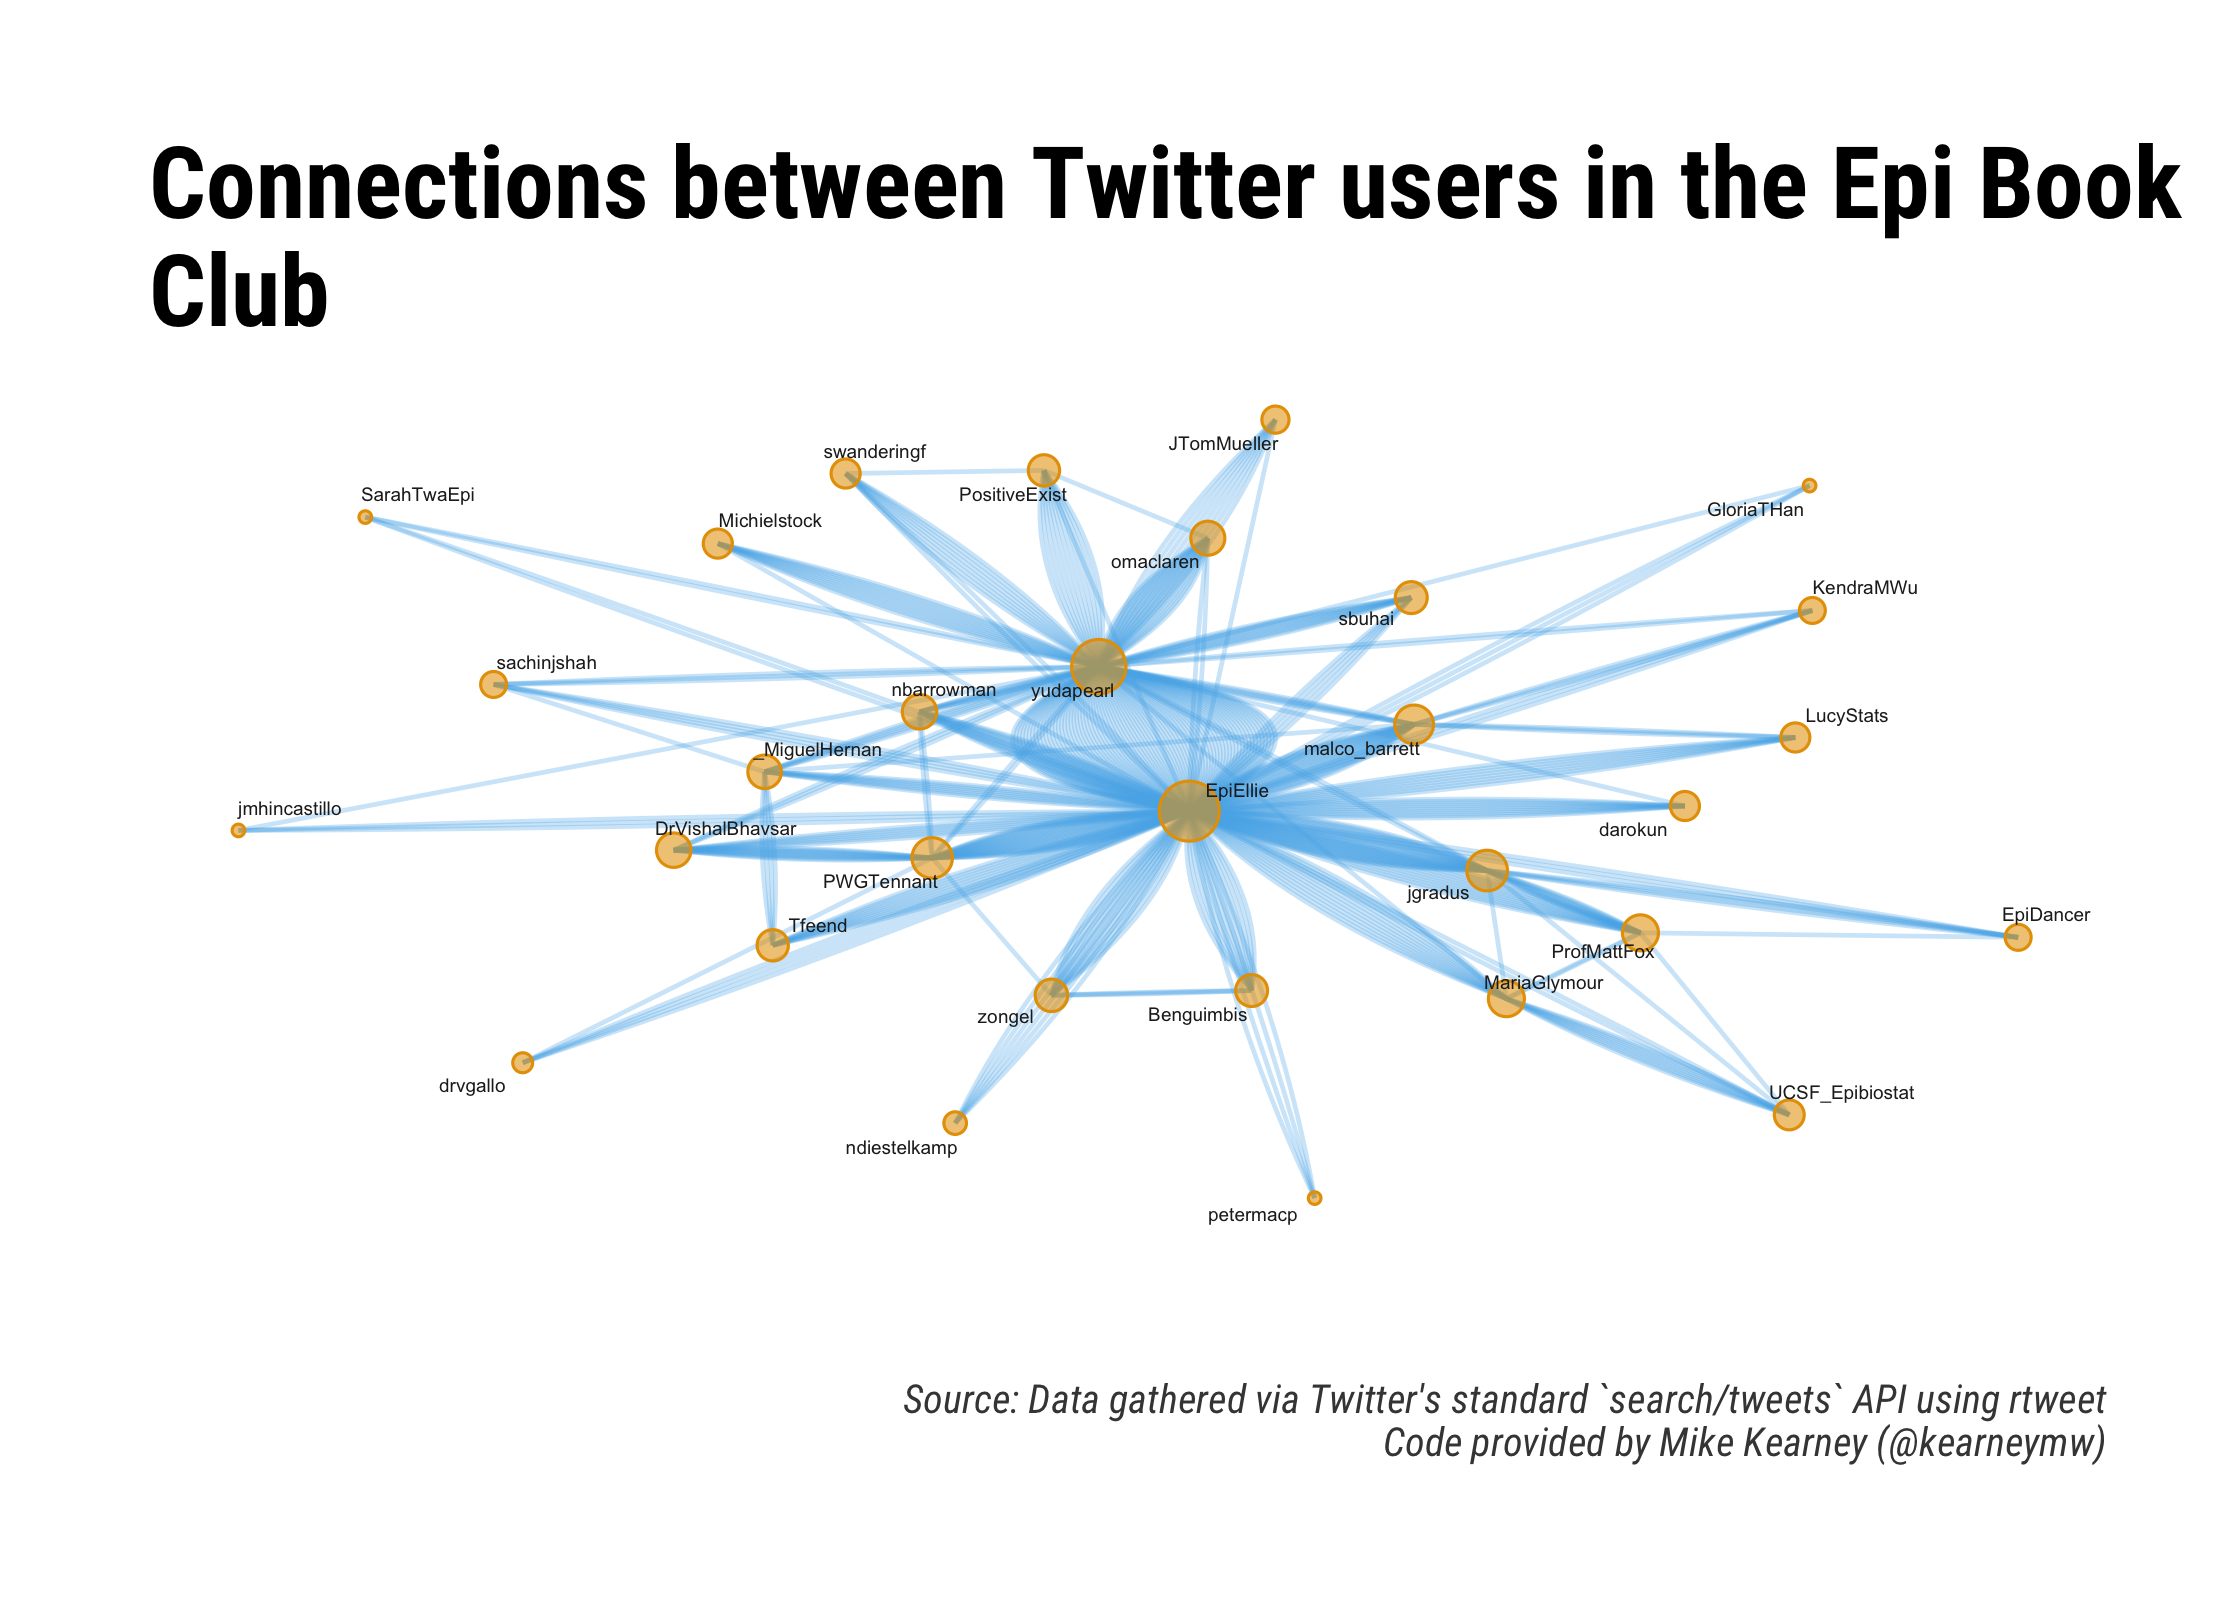 Connections between Twitter users in the Epi Book
Club
JTomMueller
swanderingf
PositiveExist
SarahTwaEpi
GloriaTHan
Michielstock
omaclaren
KendraMWu
sbuhai
sachinjshah
nbarrowman
yudapearl
LucyStats
_MiguelHernan
malco_barrett
EpiEllie
jmhincastillo
DrVishalBhavsar
darokun
PWGTennant
jgradus
EpiDancer
Tfeend
ProfMattFox
MariaGlymour
zongel
Benguimbis
drvgallo
UCSF_Epibiostat
ndiestelkamp
petermacp
Source: Data gathered via Twitter's standard `search/tweets` API using rtweet
Code provided by Mike Kearney (@kearneymw)